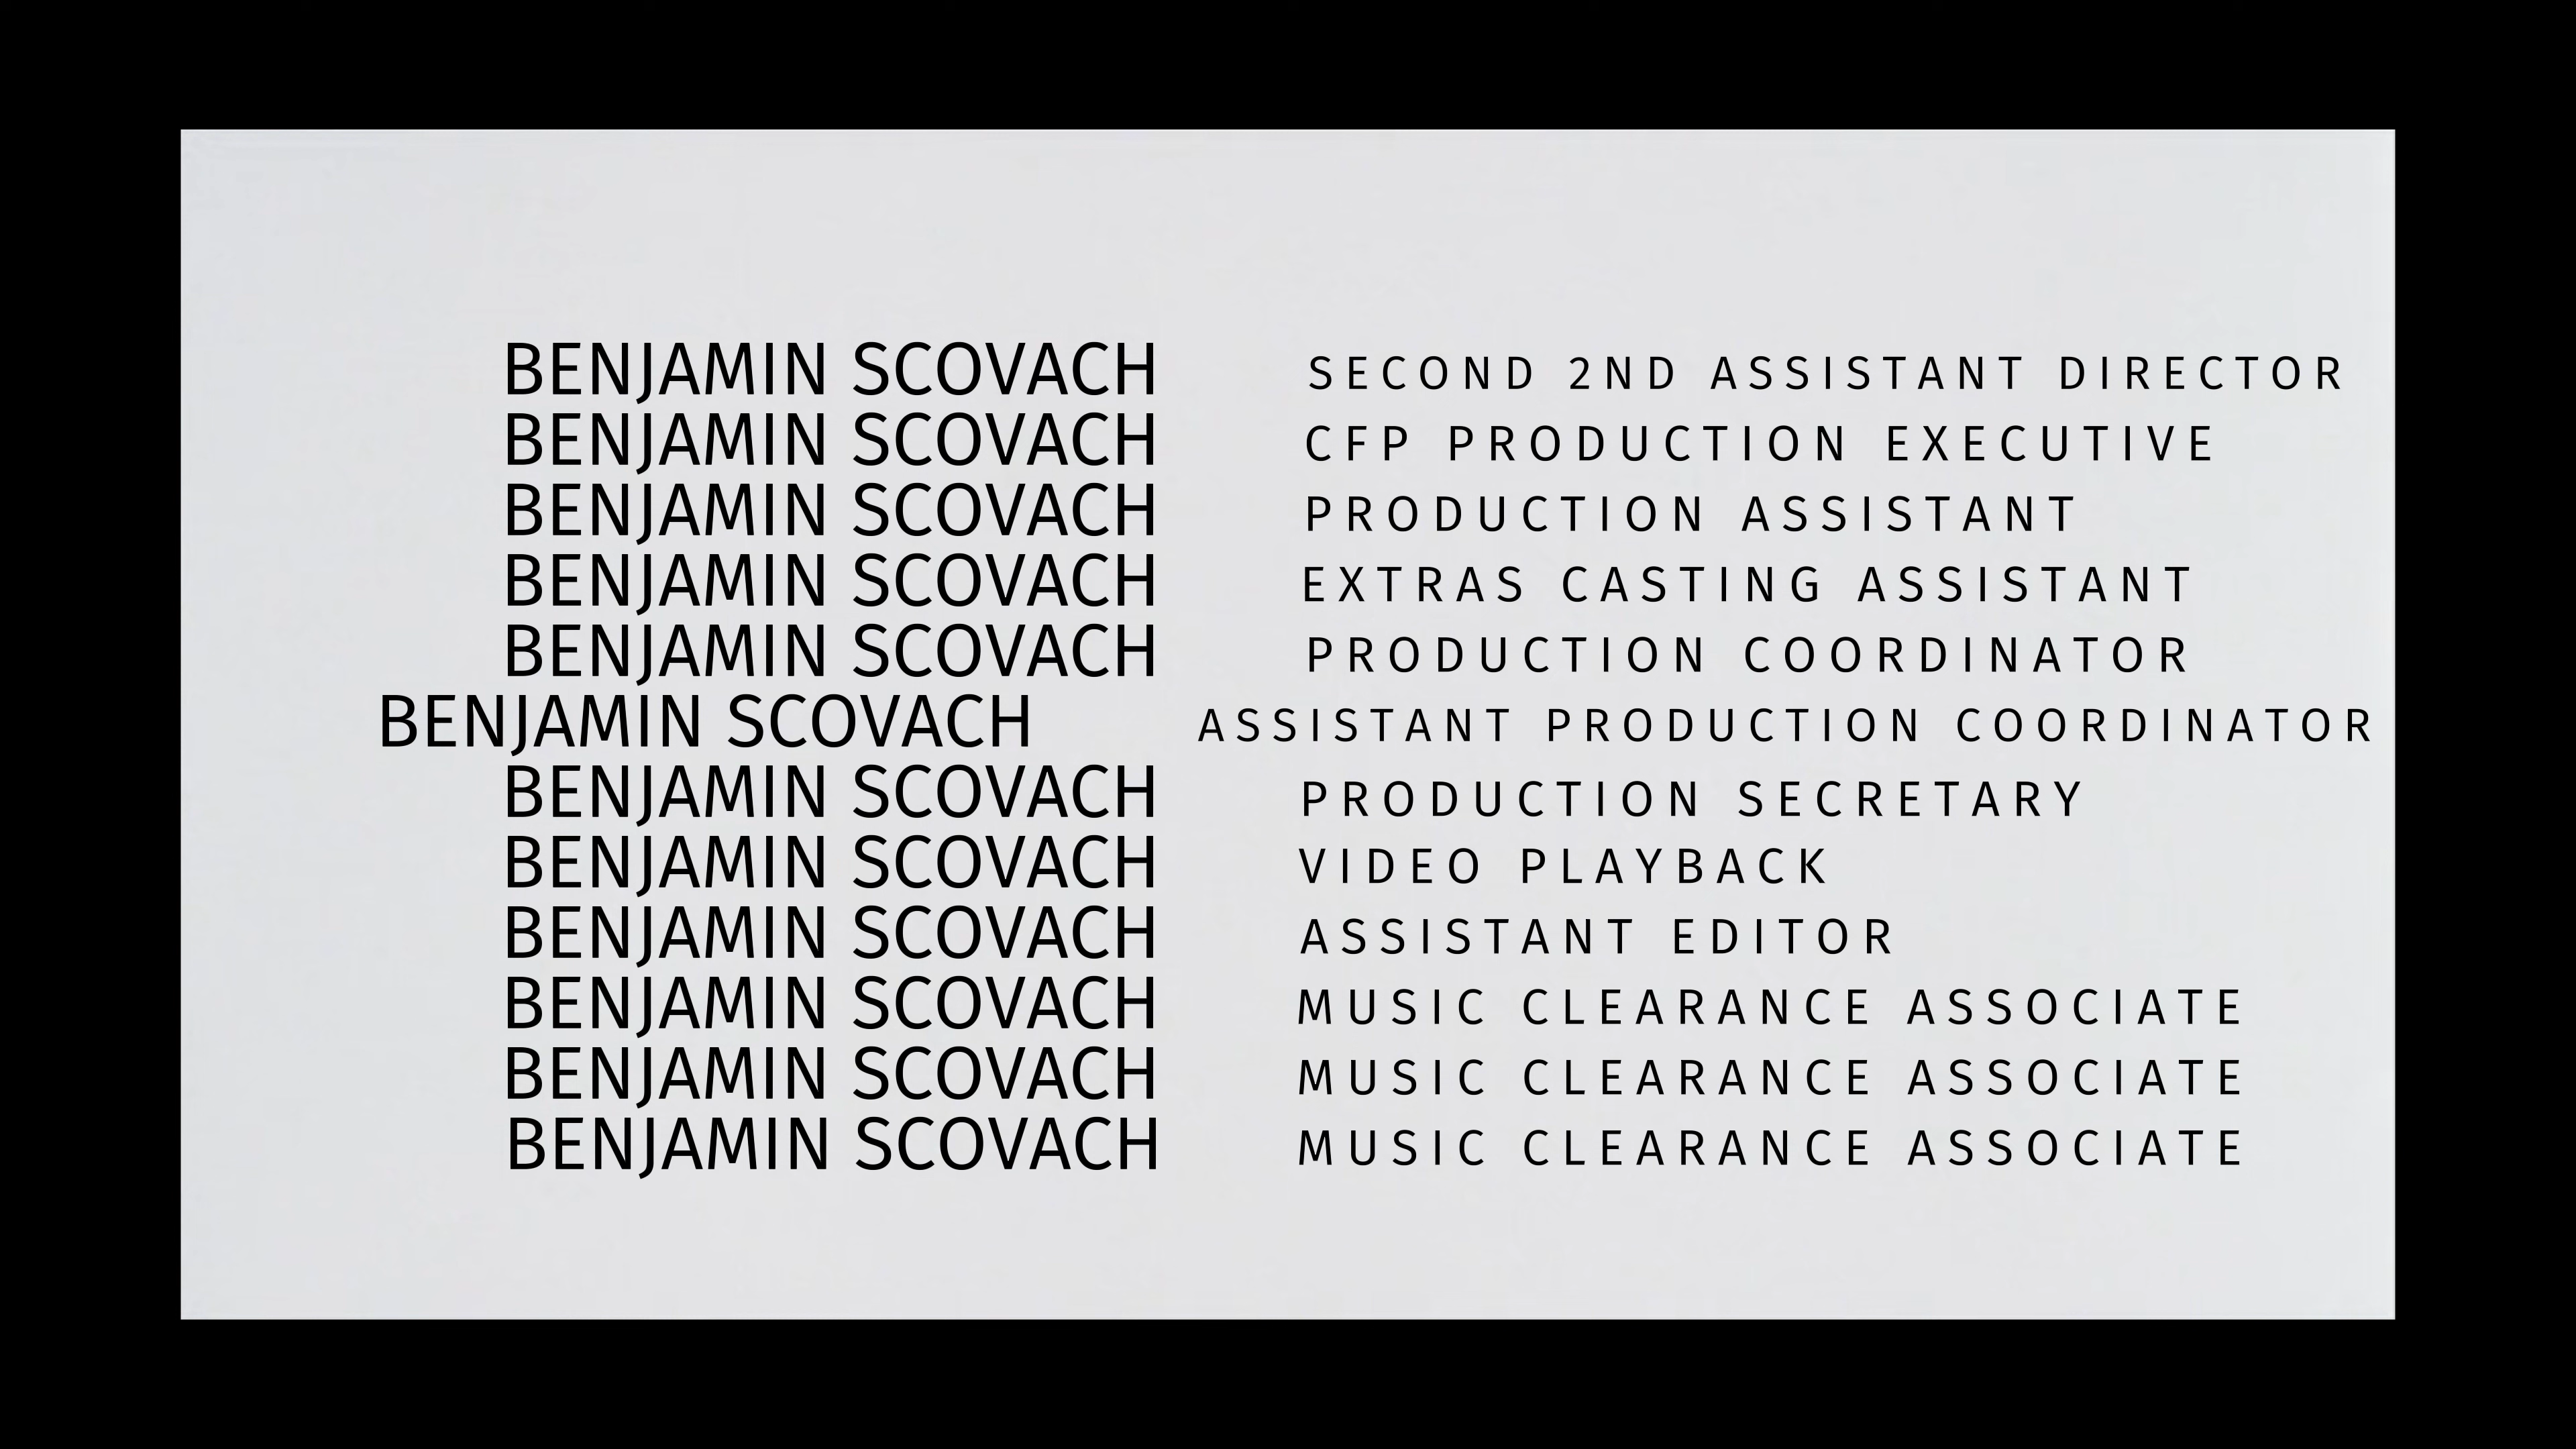 BENJAMIN SCOVACH SECOND 2ND ASSISTANT DIRECTOR
BENJAMIN SCOVACH CFP PRODUCTION EXECUTIVE
BENJAMIN SCOVACH PRODUCTION ASSISTANT
BENJAMIN SCOVACH EXTRAS CASTING ASSISTANT
BENJAMIN SCOVACH PRODUCTION COORDINATOR
BENJAMIN SCOVACH ASSISTANT PRODUCTION COORDINATOR
BENJAMIN SCOVACH PRODUCTION SECRETARY
BENJAMIN SCOVACH VIDEO PLAYBACK
BENJAMIN SCOVACH ASSISTANT EDITOR
BENJAMIN SCOVACH MUSIC CLEARANCE ASSOCIATE
BENJAMIN SCOVACH MUSIC CLEARANCE ASSOCIATE
BENJAMIN SCOVACH MUSIC CLEARANCE ASSOCIATE